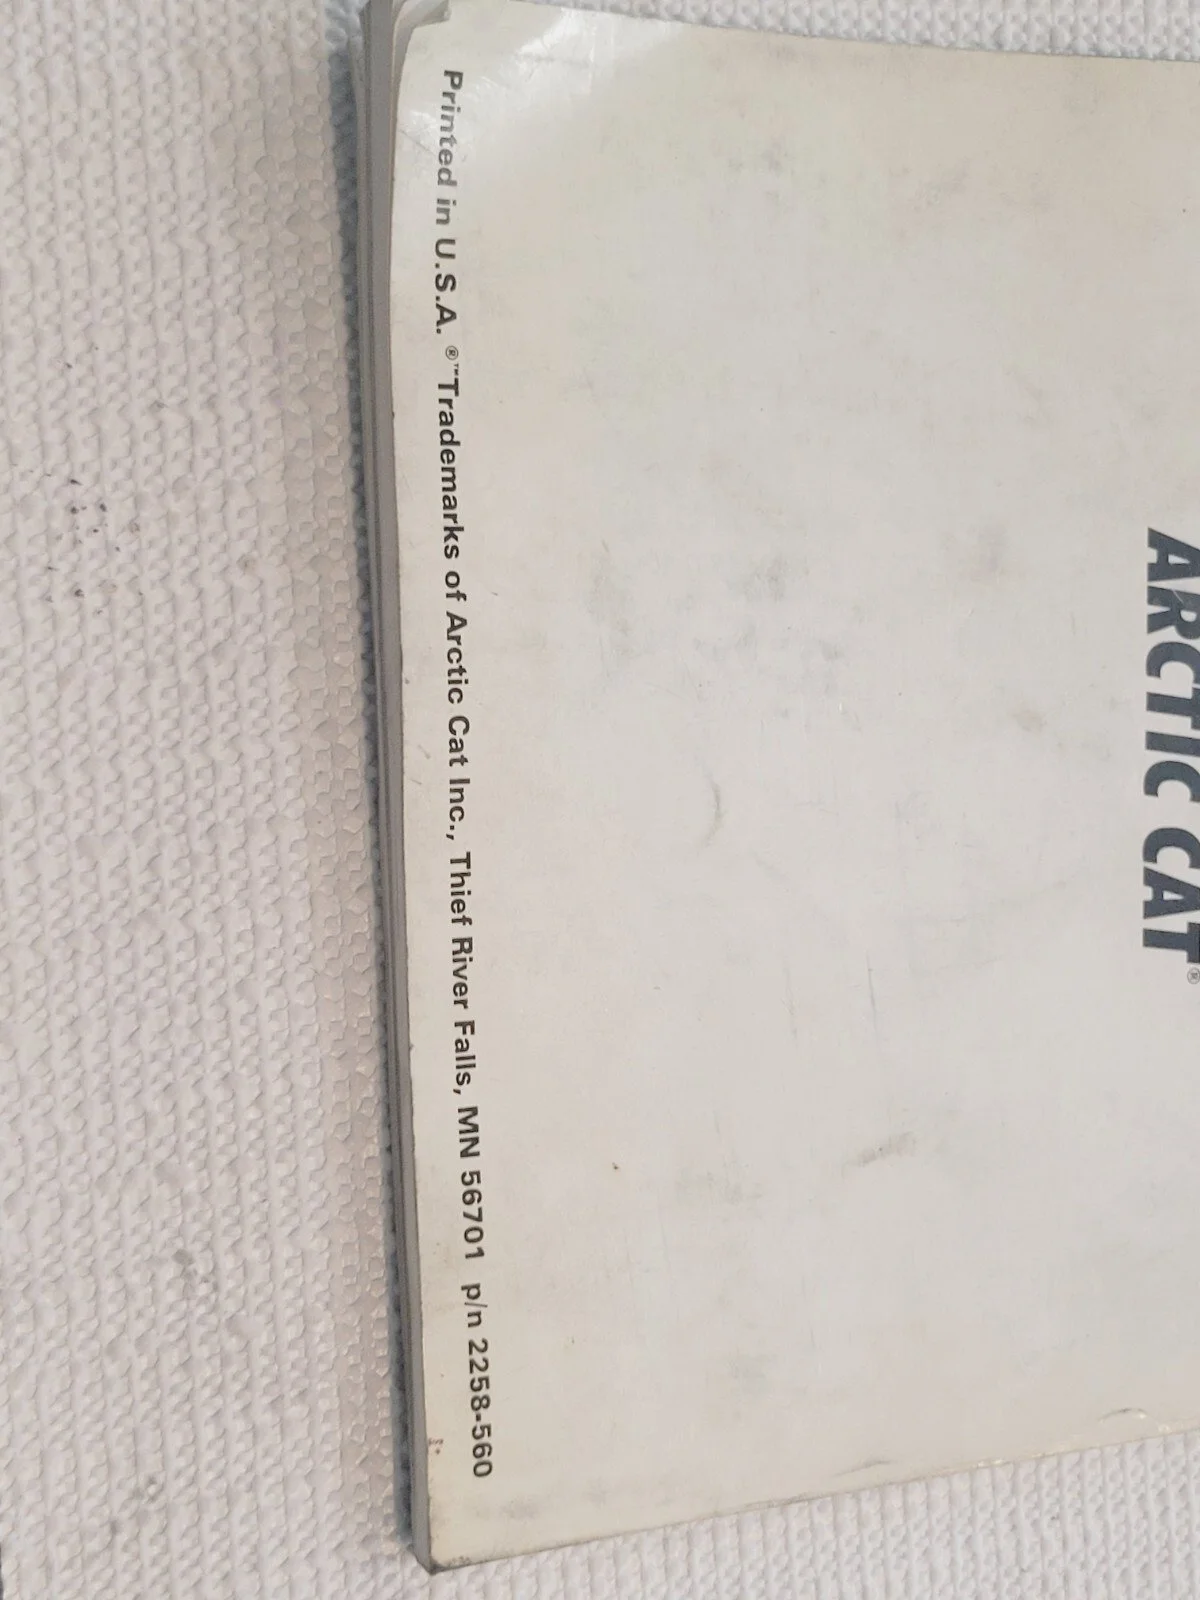 ARCTIC CAT®
Printed in U.S.A. ®™Trademarks of Arctic Cat Inc., Thief River Falls, MN 56701 p/n 2258-560